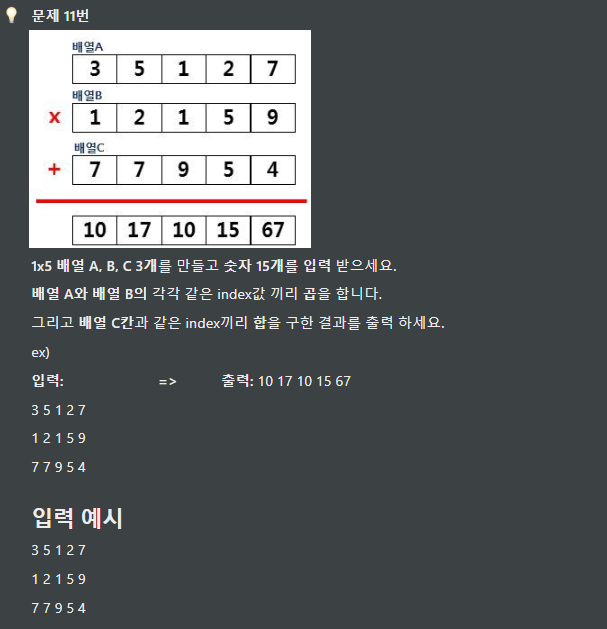 문제 11번
배열A
3 5 1 2 7
배열B
x 1 2 1 5 9
배열C
+ 7 7 9 5 4
10 17 10 15 67
1x5 배열 A, B, C 3개를 만들고 숫자 15개를 입력 받으세요.
배열 A와 배열 B의 각각 같은 index값 끼리 곱을 합니다.
그리고 배열 C칸과 같은 index끼리 합을 구한 결과를 출력 하세요.
ex)
입력: => 출력: 10 17 10 15 67
3 5 1 2 7
1 2 1 5 9
7 7 9 5 4
입력 예시
3 5 1 2 7
1 2 1 5 9
7 7 9 5 4